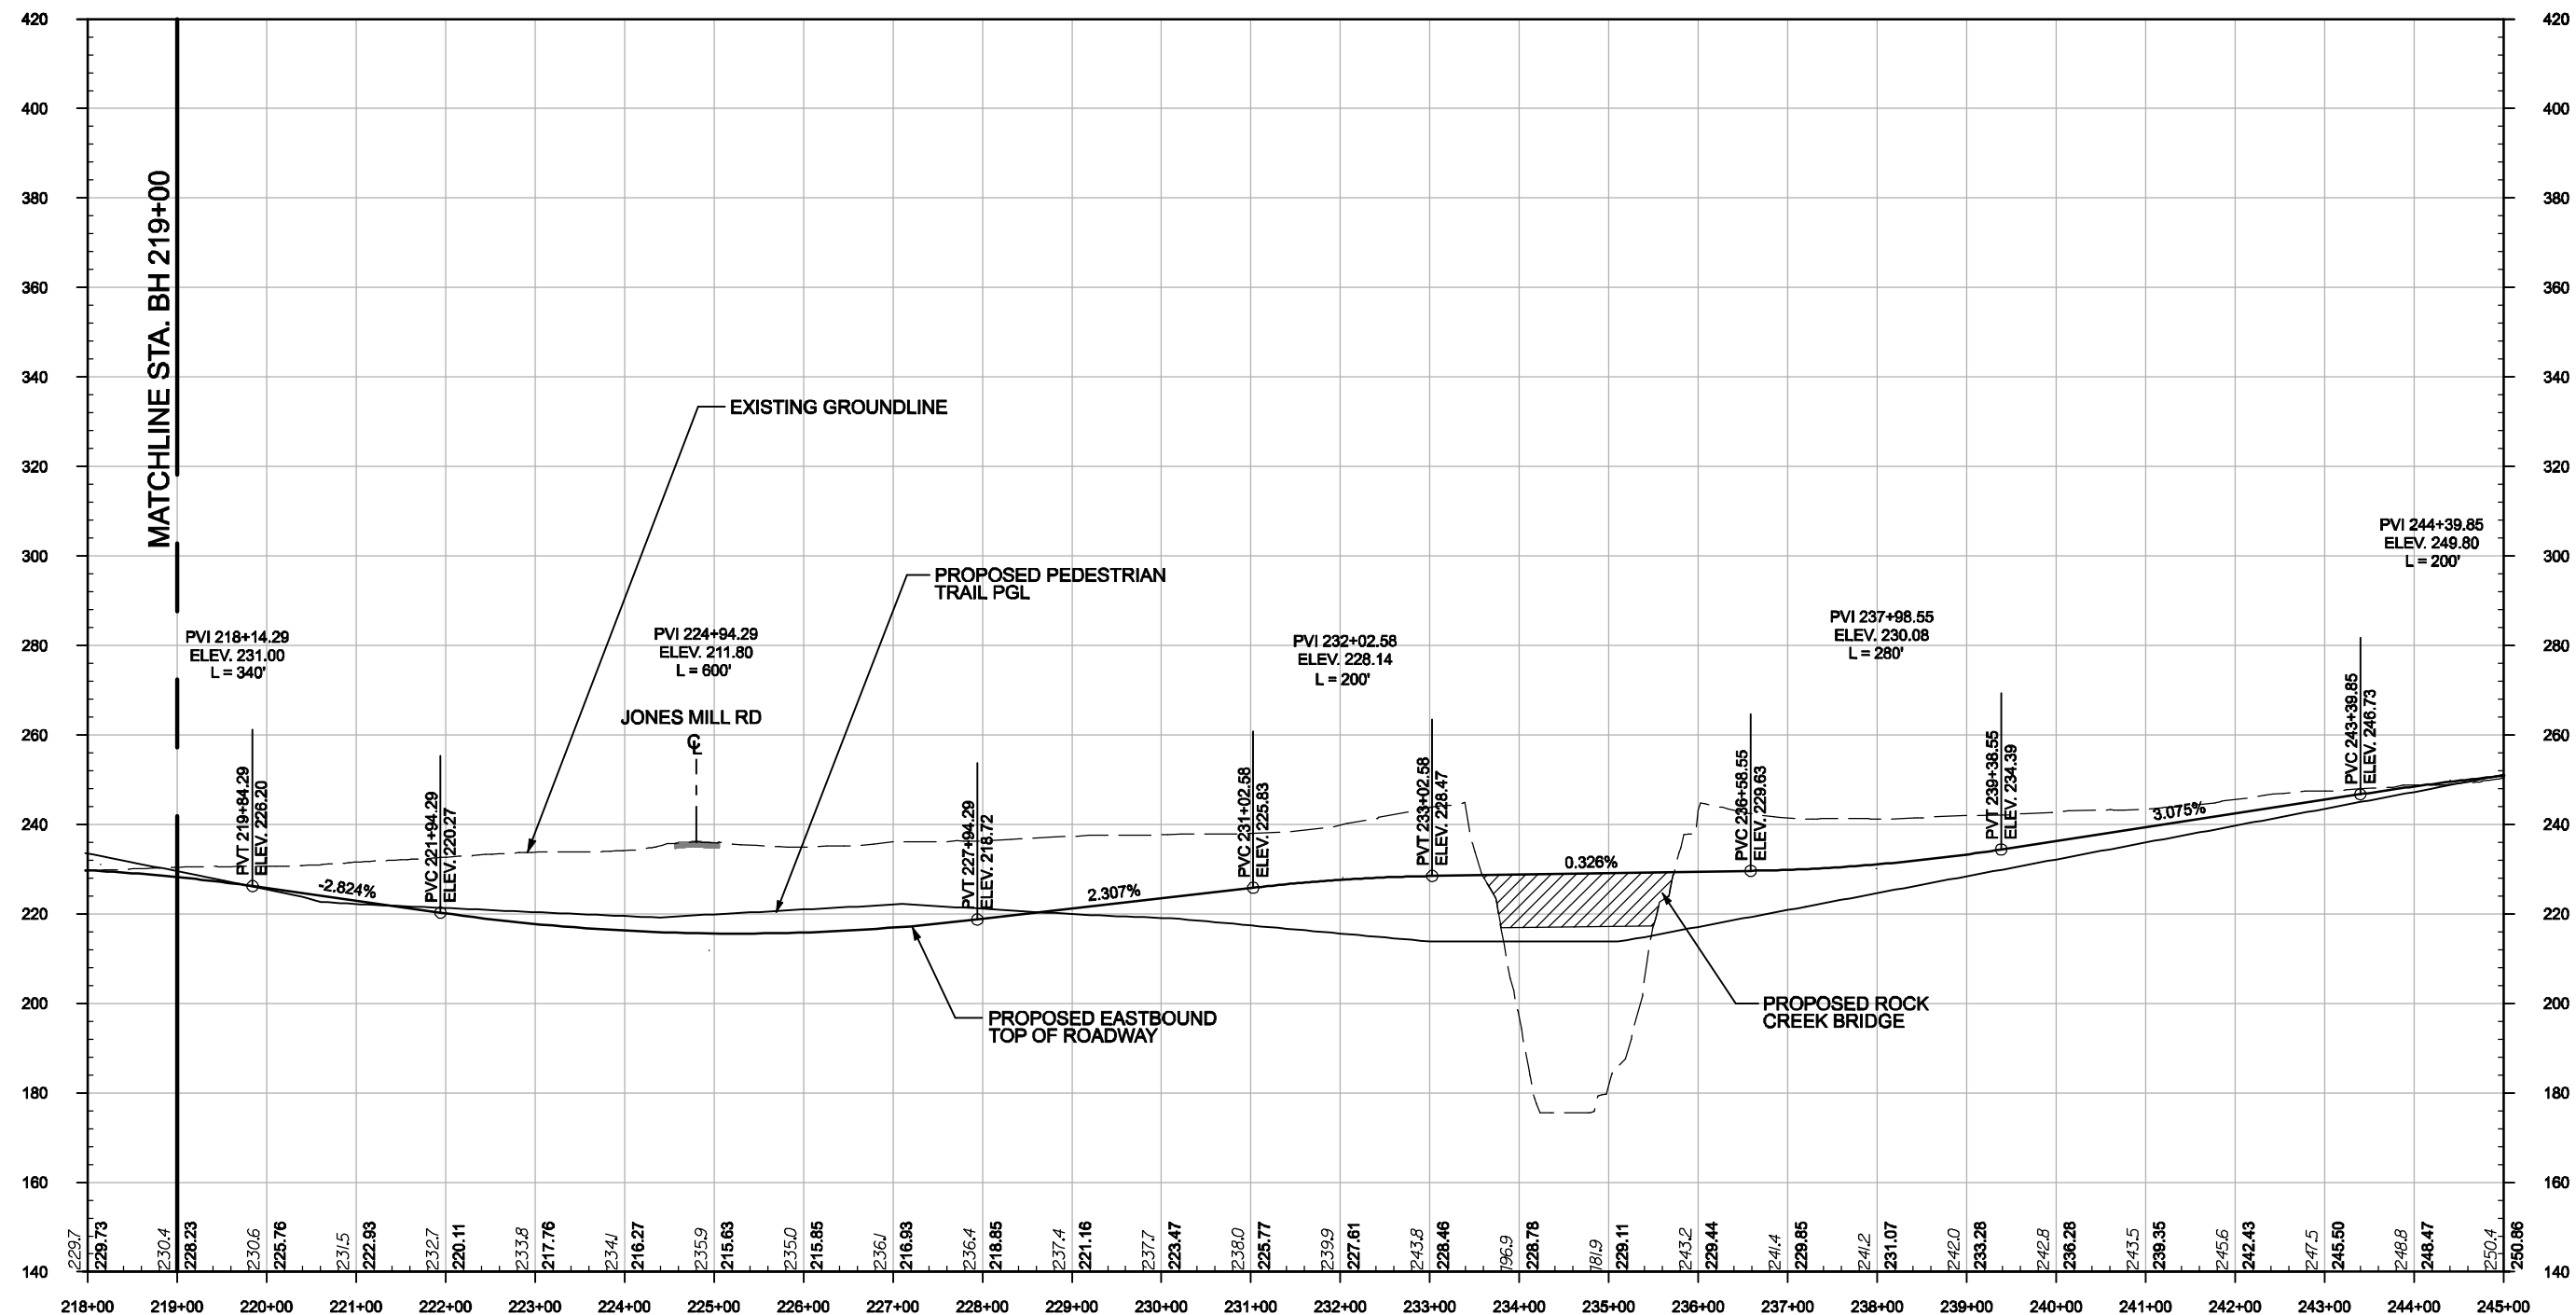 420
420
400
400
380
380
360
360
340
340
320
320
300
300
280
280
260
260
240
240
220
220
200
200
180
180
160
160
140
140
MATCHLINE STA. BH 219+00
EXISTING GROUNDLINE
PROPOSED PEDESTRIAN
TRAIL PGL
PVI 218+14.29
ELEV. 231.00
L = 340'
PVI 224+94.29
ELEV. 211.80
L = 600'
JONES MILL RD
CL
PVI 232+02.58
ELEV. 228.14
L = 200'
PVI 237+98.55
ELEV. 230.08
L = 280'
PVI 244+39.85
ELEV. 249.80
L = 200'
PVT 219+84.29
ELEV. 226.20
-2.824%
PVC 221+94.29
ELEV. 220.27
PVT 227+94.29
ELEV. 218.72
2.307%
PVC 231+02.58
ELEV. 225.83
PVT 233+02.58
ELEV. 228.47
0.326%
PVC 236+58.55
ELEV. 229.63
PVT 239+38.55
ELEV. 234.39
3.075%
PVC 243+39.85
ELEV. 246.73
PROPOSED EASTBOUND
TOP OF ROADWAY
PROPOSED ROCK
CREEK BRIDGE
229.7
229.73
230.4
228.23
230.6
225.76
231.5
222.93
232.7
220.11
233.8
217.76
234.1
216.27
235.9
215.63
235.0
215.85
236.1
216.93
236.4
218.85
237.4
221.16
237.7
223.47
238.0
225.77
239.9
227.61
243.8
228.46
196.9
228.78
181.9
229.11
243.2
229.44
241.4
229.85
241.2
231.07
242.0
233.28
242.8
236.28
243.5
239.35
245.6
242.43
247.5
245.50
248.8
248.47
250.4
250.86
218+00 219+00 220+00 221+00 222+00 223+00 224+00 225+00 226+00 227+00 228+00 229+00 230+00 231+00 232+00 233+00 234+00 235+00 236+00 237+00 238+00 239+00 240+00 241+00 242+00 243+00 244+00 245+00